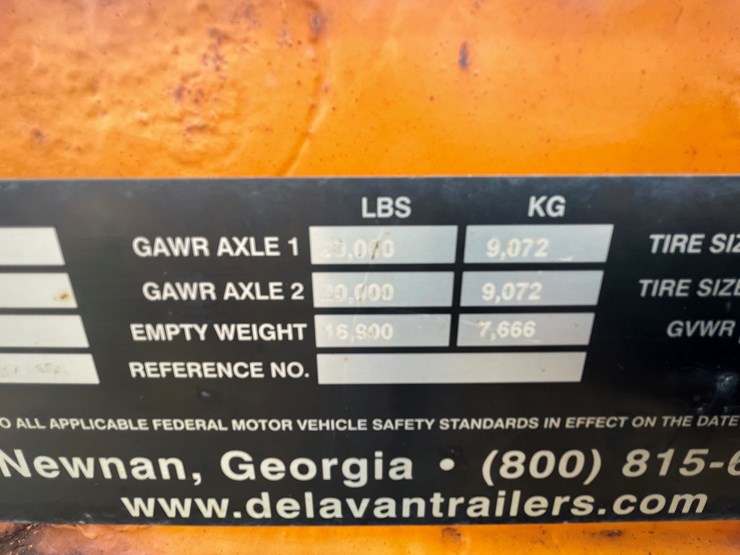 LBS KG
GAWR AXLE 1 9,072 TIRE SIZ
GAWR AXLE 2 20,000 9,072 TIRE SIZE
EMPTY WEIGHT 16,900 7,666 GVWR
REFERENCE NO.
O ALL APPLICABLE FEDERAL MOTOR VEHICLE SAFETY STANDARDS IN EFFECT ON THE DATE
Newnan, Georgia • (800) 815-6
www.delavantrailers.com